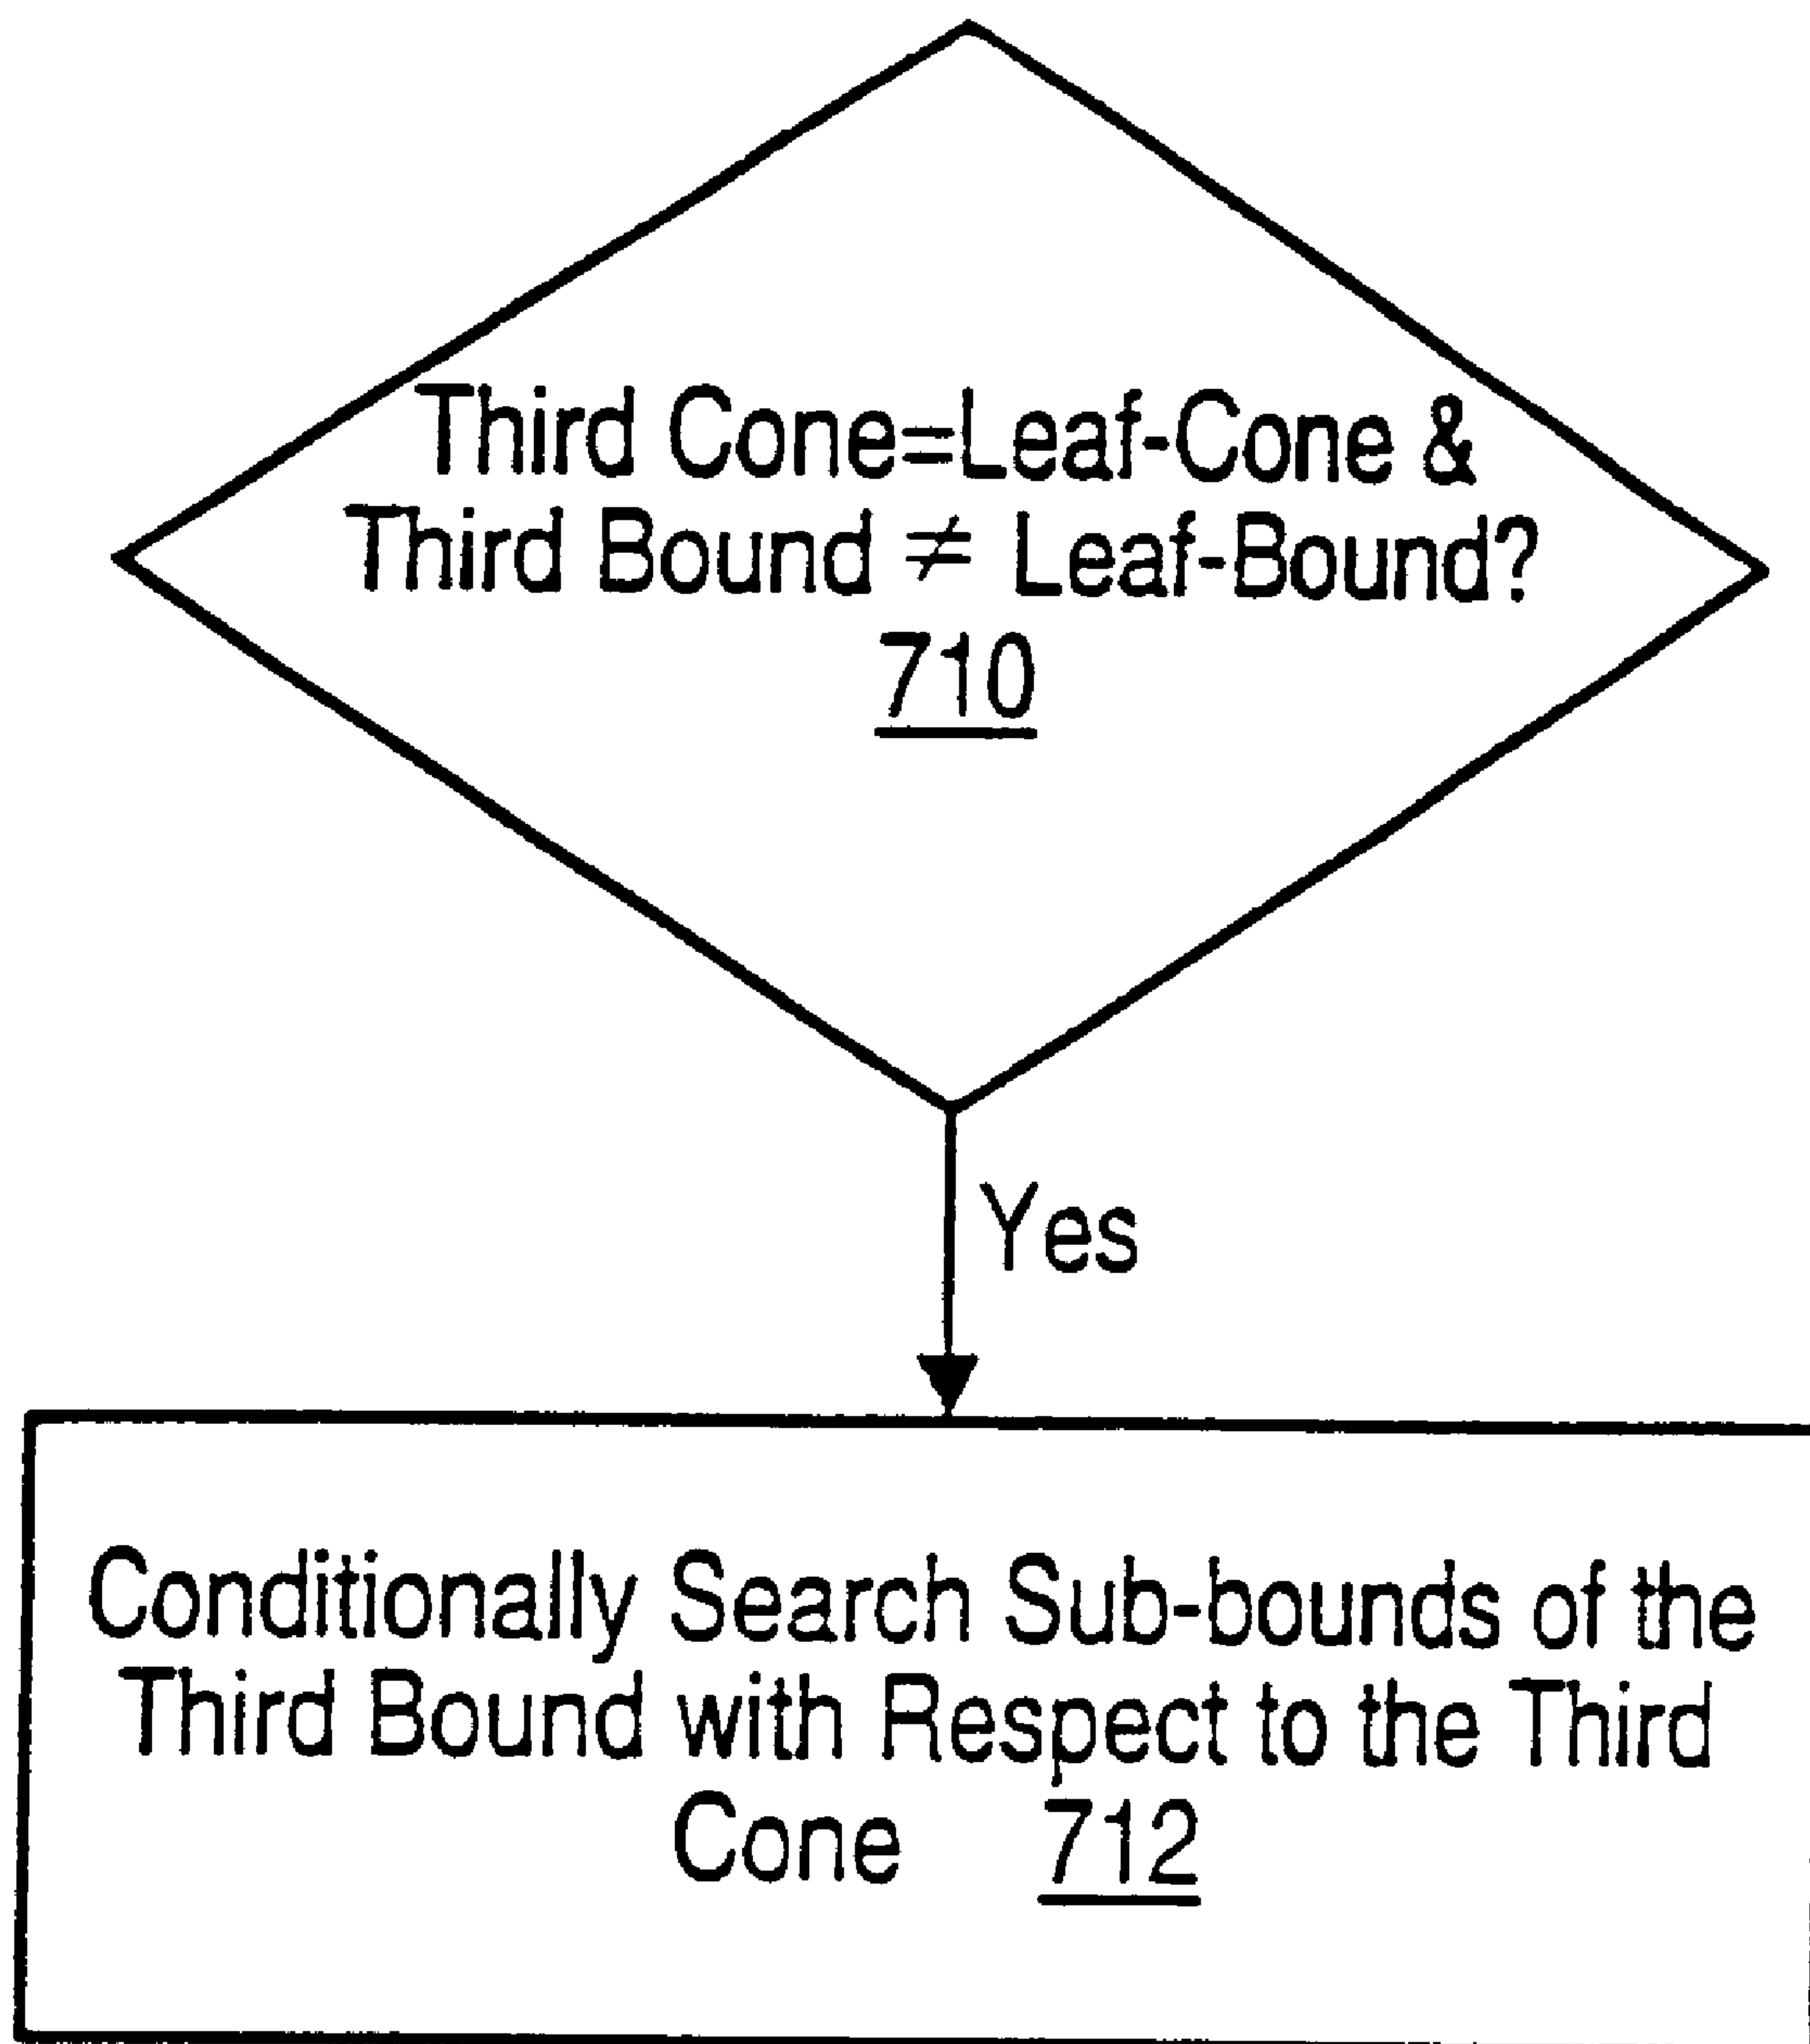 Third Cone=Leaf-Cone &
Third Bound ≠ Leaf-Bound?
710
Yes
Conditionally Search Sub-bounds of the
Third Bound with Respect to the Third
Cone 712